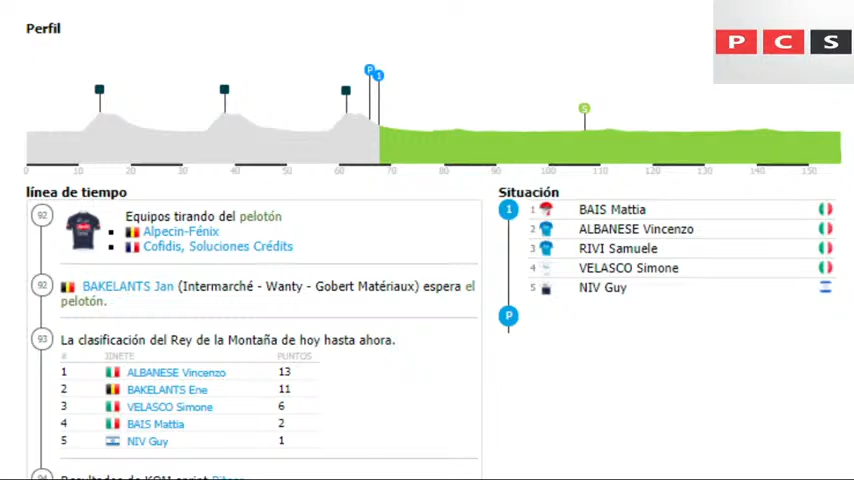 Perfil
P C S
P 1
S
0 10 20 30 40 50 60 70 80 90 100 110 120 130 140 150
línea de tiempo
92
Equipos tirando del pelotón
Alpecin-Fénix
Cofidis, Soluciones Crédits
92
BAKELANTS Jan (Intermarché - Wanty - Gobert Matériaux) espera el
pelotón.
93
La clasificación del Rey de la Montaña de hoy hasta ahora.
# JINETE PUNTOS
1 ALBANESE Vincenzo 13
2 BAKELANTS Ene 11
3 VELASCO Simone 6
4 BAIS Mattia 2
5 NIV Guy 1
Situación
1
1 BAIS Mattia
2 ALBANESE Vincenzo
3 RIVI Samuele
4 VELASCO Simone
5 NIV Guy
P